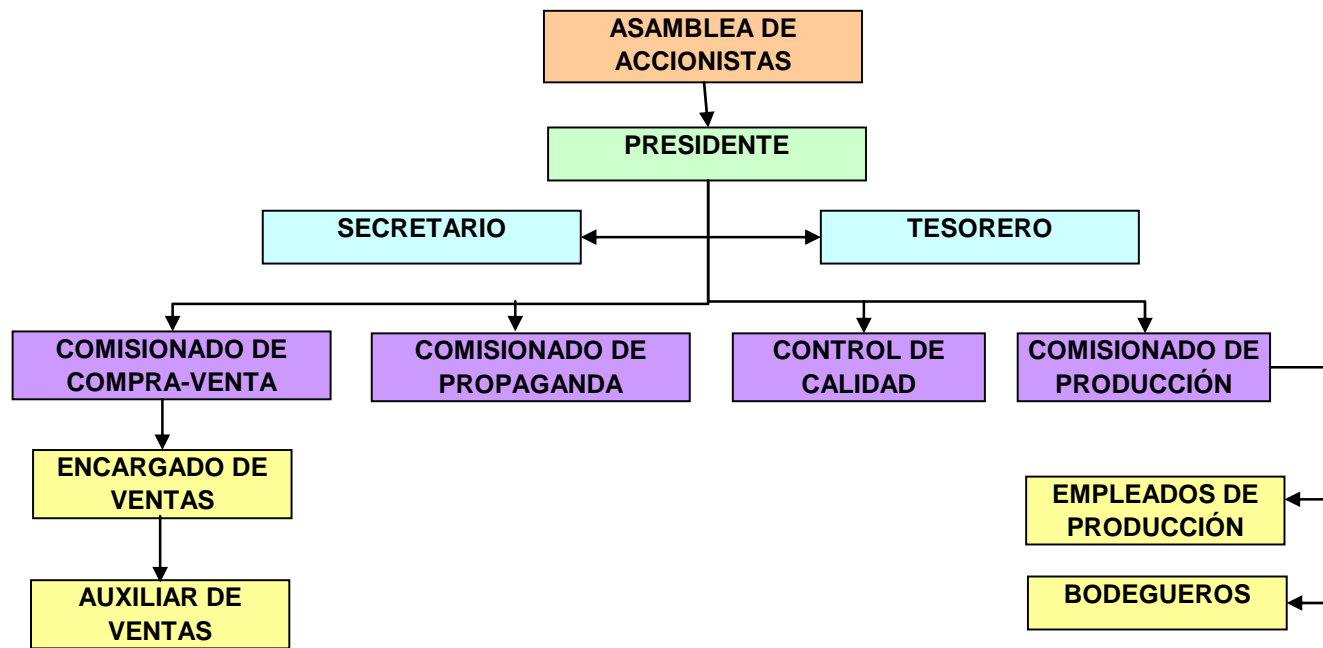 ASAMBLEA DE
ACCIONISTAS
PRESIDENTE
SECRETARIO
TESORERO
COMISIONADO DE
COMPRA-VENTA
COMISIONADO DE
PROPAGANDA
CONTROL DE
CALIDAD
COMISIONADO DE
PRODUCCIÓN
ENCARGADO DE
VENTAS
EMPLEADOS DE
PRODUCCIÓN
AUXILIAR DE
VENTAS
BODEGUEROS